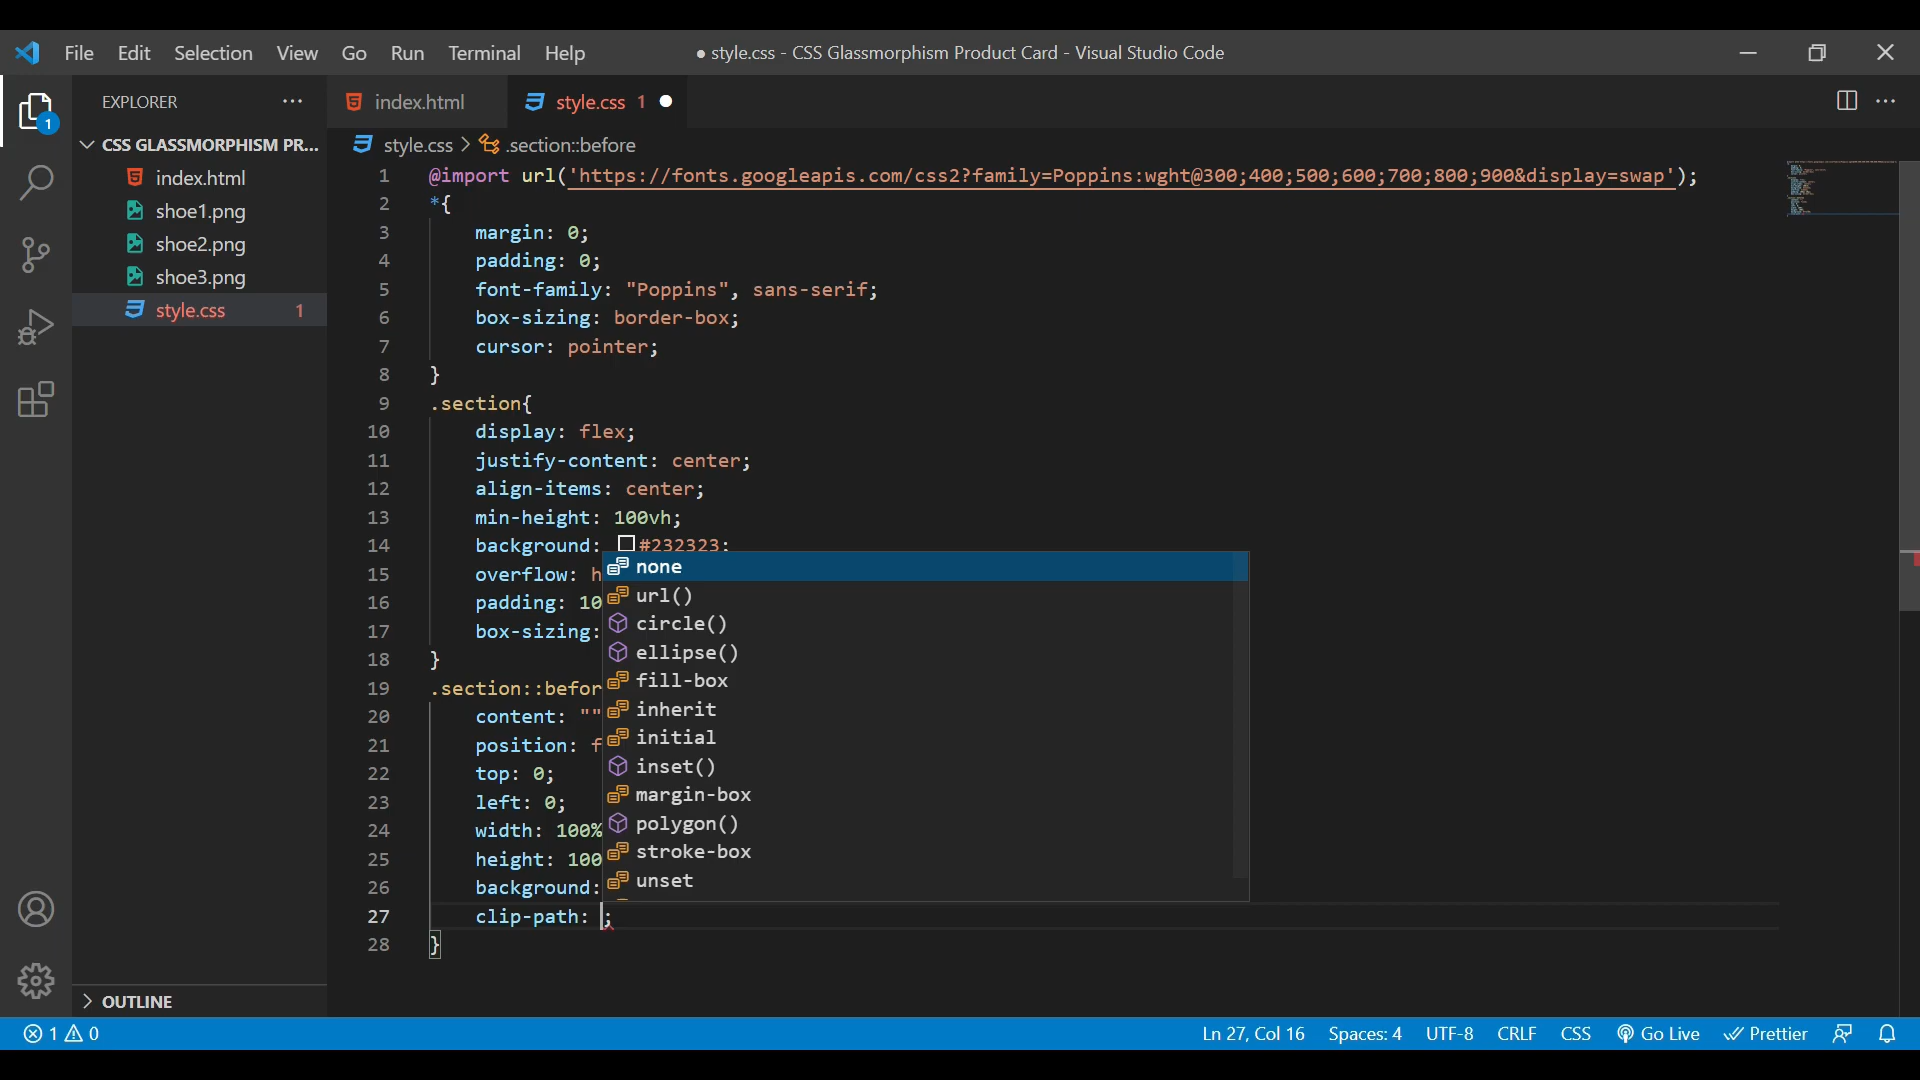 File Edit Selection View Go Run Terminal Help
● style.css - CSS Glassmorphism Product Card - Visual Studio Code
EXPLORER
index.html
style.css 1
1
CSS GLASSMORPHISM PR...
index.html
shoe1.png
shoe2.png
shoe3.png
style.css 1
OUTLINE
style.css > .section::before
1 @import url('https://fonts.googleapis.com/css2?family=Poppins:wght@300;400;500;600;700;800;900&display=swap');
2 *{
3 margin: 0;
4 padding: 0;
5 font-family: "Poppins", sans-serif;
6 box-sizing: border-box;
7 cursor: pointer;
8 }
9 .section{
10 display: flex;
11 justify-content: center;
12 align-items: center;
13 min-height: 100vh;
14 background: #232323;
15 overflow: h
16 padding: 10
17 box-sizing:
18 }
19 .section::befor
20 content: ""
21 position: f
22 top: 0;
23 left: 0;
24 width: 100%
25 height: 100
26 background:
27 clip-path: ;
28 }
none
url()
circle()
ellipse()
fill-box
inherit
initial
inset()
margin-box
polygon()
stroke-box
unset
1 0
Ln 27, Col 16 Spaces: 4 UTF-8 CRLF CSS Go Live Prettier